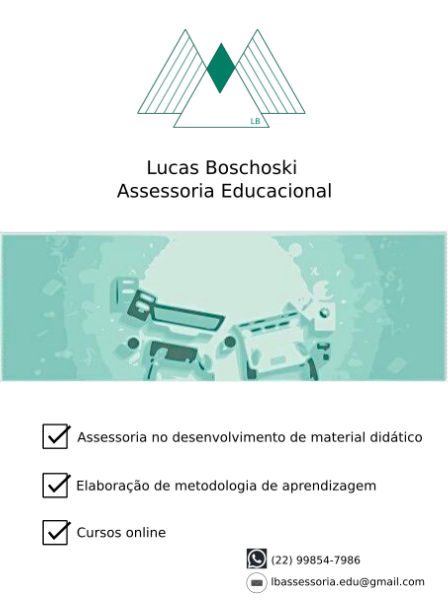 LB
Lucas Boschoski
Assessoria Educacional
Assessoria no desenvolvimento de material didático
Elaboração de metodologia de aprendizagem
Cursos online
(22) 99854-7986
lbassessoria.edu@gmail.com